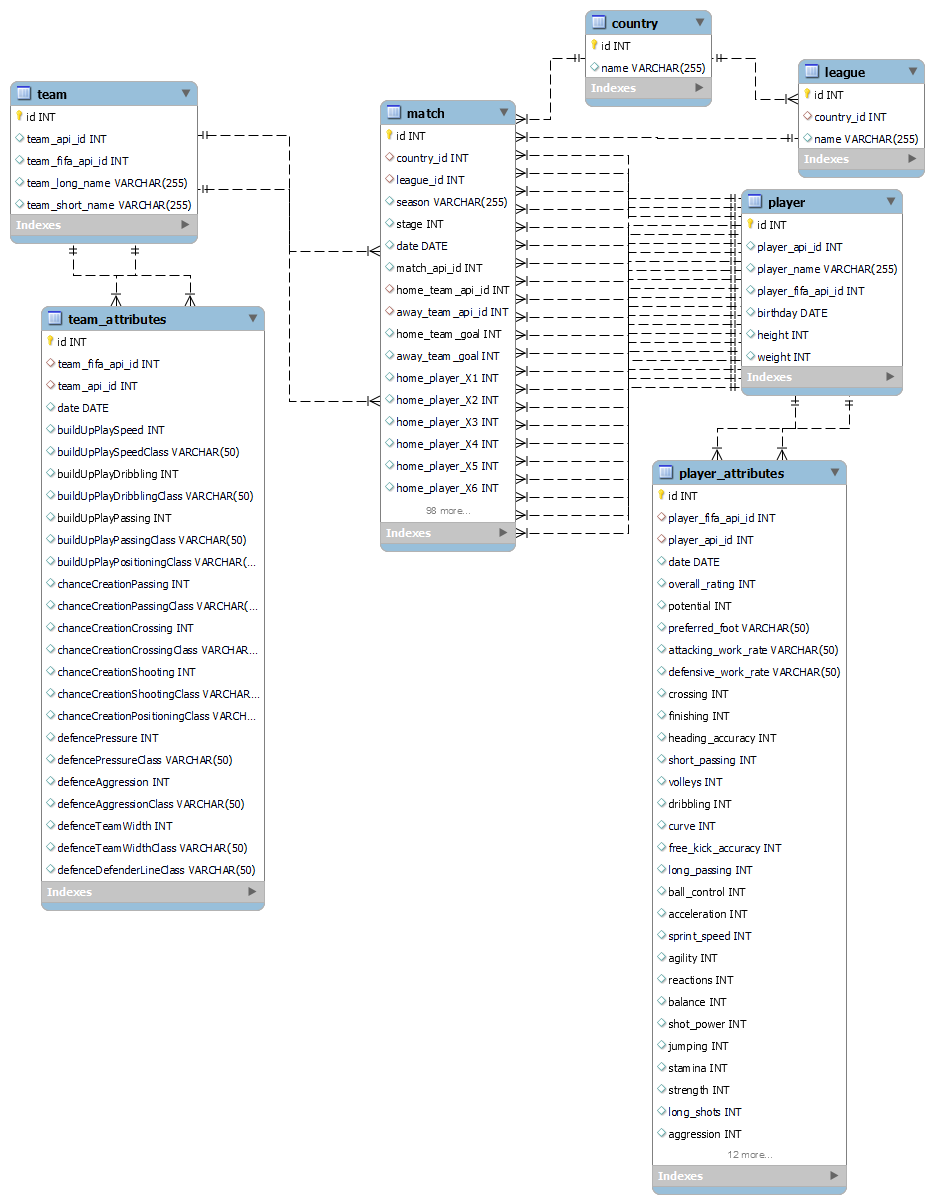 country
id INT
name VARCHAR(255)
Indexes
league
id INT
country_id INT
name VARCHAR(255)
Indexes
team
id INT
team_api_id INT
team_fifa_api_id INT
team_long_name VARCHAR(255)
team_short_name VARCHAR(255)
Indexes
match
id INT
country_id INT
league_id INT
season VARCHAR(255)
stage INT
date DATE
match_api_id INT
home_team_api_id INT
away_team_api_id INT
home_team_goal INT
away_team_goal INT
home_player_X1 INT
home_player_X2 INT
home_player_X3 INT
home_player_X4 INT
home_player_X5 INT
home_player_X6 INT
98 more...
Indexes
player
id INT
player_api_id INT
player_name VARCHAR(255)
player_fifa_api_id INT
birthday DATE
height INT
weight INT
Indexes
team_attributes
id INT
team_fifa_api_id INT
team_api_id INT
date DATE
buildUpPlaySpeed INT
buildUpPlaySpeedClass VARCHAR(50)
buildUpPlayDribbling INT
buildUpPlayDribblingClass VARCHAR(50)
buildUpPlayPassing INT
buildUpPlayPassingClass VARCHAR(50)
buildUpPlayPositioningClass VARCHAR(...
chanceCreationPassing INT
chanceCreationPassingClass VARCHAR(...
chanceCreationCrossing INT
chanceCreationCrossingClass VARCHAR...
chanceCreationShooting INT
chanceCreationShootingClass VARCHAR...
chanceCreationPositioningClass VARCH...
defencePressure INT
defencePressureClass VARCHAR(50)
defenceAggression INT
defenceAggressionClass VARCHAR(50)
defenceTeamWidth INT
defenceTeamWidthClass VARCHAR(50)
defenceDefenderLineClass VARCHAR(50)
Indexes
player_attributes
id INT
player_fifa_api_id INT
player_api_id INT
date DATE
overall_rating INT
potential INT
preferred_foot VARCHAR(50)
attacking_work_rate VARCHAR(50)
defensive_work_rate VARCHAR(50)
crossing INT
finishing INT
heading_accuracy INT
short_passing INT
volleys INT
dribbling INT
curve INT
free_kick_accuracy INT
long_passing INT
ball_control INT
acceleration INT
sprint_speed INT
agility INT
reactions INT
balance INT
shot_power INT
jumping INT
stamina INT
strength INT
long_shots INT
aggression INT
12 more...
Indexes